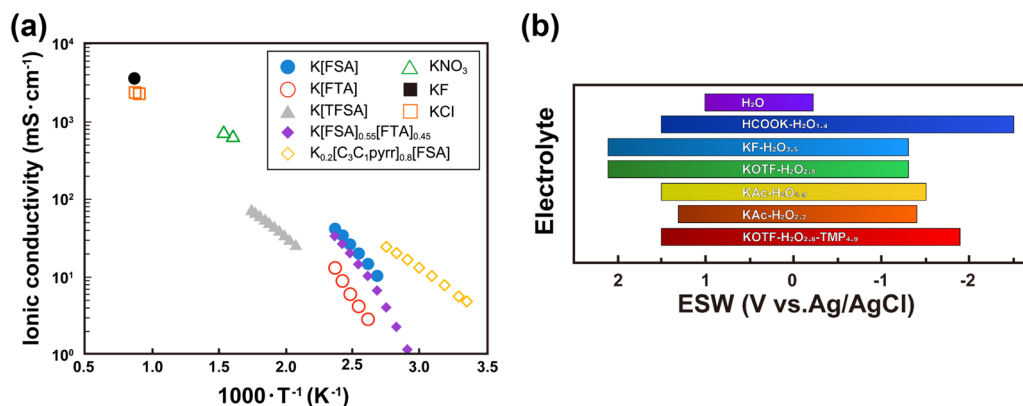 (a)
Ionic conductivity (mS·cm⁻¹)
10⁴
10³
10²
10¹
10⁰
0.5
1.0
1.5
2.0
2.5
3.0
3.5
1000·T⁻¹ (K⁻¹)
K[FSA]
K[FTA]
K[TFSA]
K[FSA]₀.₅₅[FTA]₀.₄₅
K₀.₂[C₃C₁pyrr]₀.₈[FSA]
KNO₃
KF
KCl
(b)
Electrolyte
H₂O
HCOOK-H₂O₁.₄
KF-H₂O₃.₅
KOTF-H₂O₂.₈
KAc-H₂O
KAc-H₂O₂.₂
KOTF-H₂O₂.₈-TMP₄.₉
2
1
0
-1
-2
ESW (V vs.Ag/AgCl)